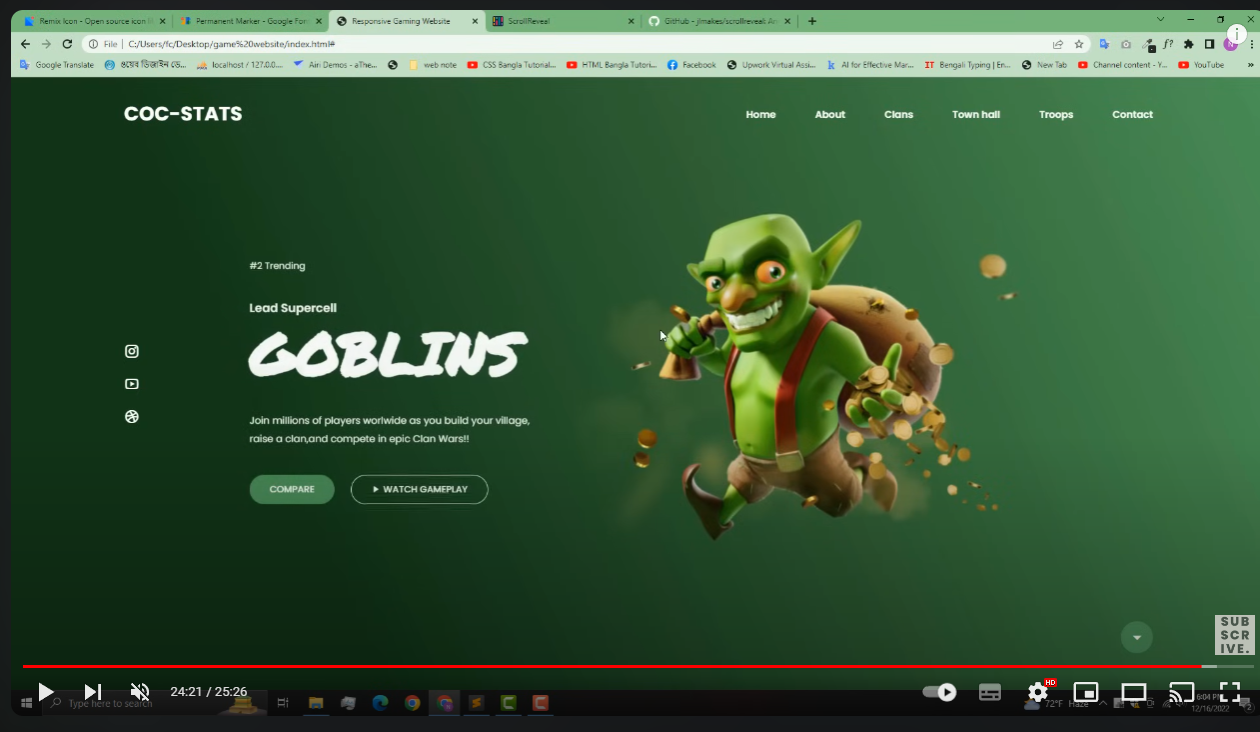 Remix Icon - Open source icon
Permanent Marker - Google Fon
Responsive Gaming Website
ScrollReveal
GitHub - jlmakes/scrollreveal: An
File
C:/Users/fc/Desktop/game%20website/index.html#
Google Translate
ওয়েব ডিজাইন ডে...
localhost / 127.0.0....
Airi Demos - aThe...
web note
CSS Bangla Tutorial...
HTML Bangla Tutori...
Facebook
Upwork Virtual Assi...
AI for Effective Mar...
Bengali Typing | En...
New Tab
Channel content - Y...
YouTube
»
COC-STATS
Home
About
Clans
Town hall
Troops
Contact
#2 Trending
Lead Supercell
GOBLINS
Join millions of players worlwide as you build your village,
raise a clan,and compete in epic Clan Wars!!
COMPARE
WATCH GAMEPLAY
SUB
SCR
IVE.
24:21 / 25:26
HD
Type here to search
72°F Haze
6:04 PM
12/16/2022